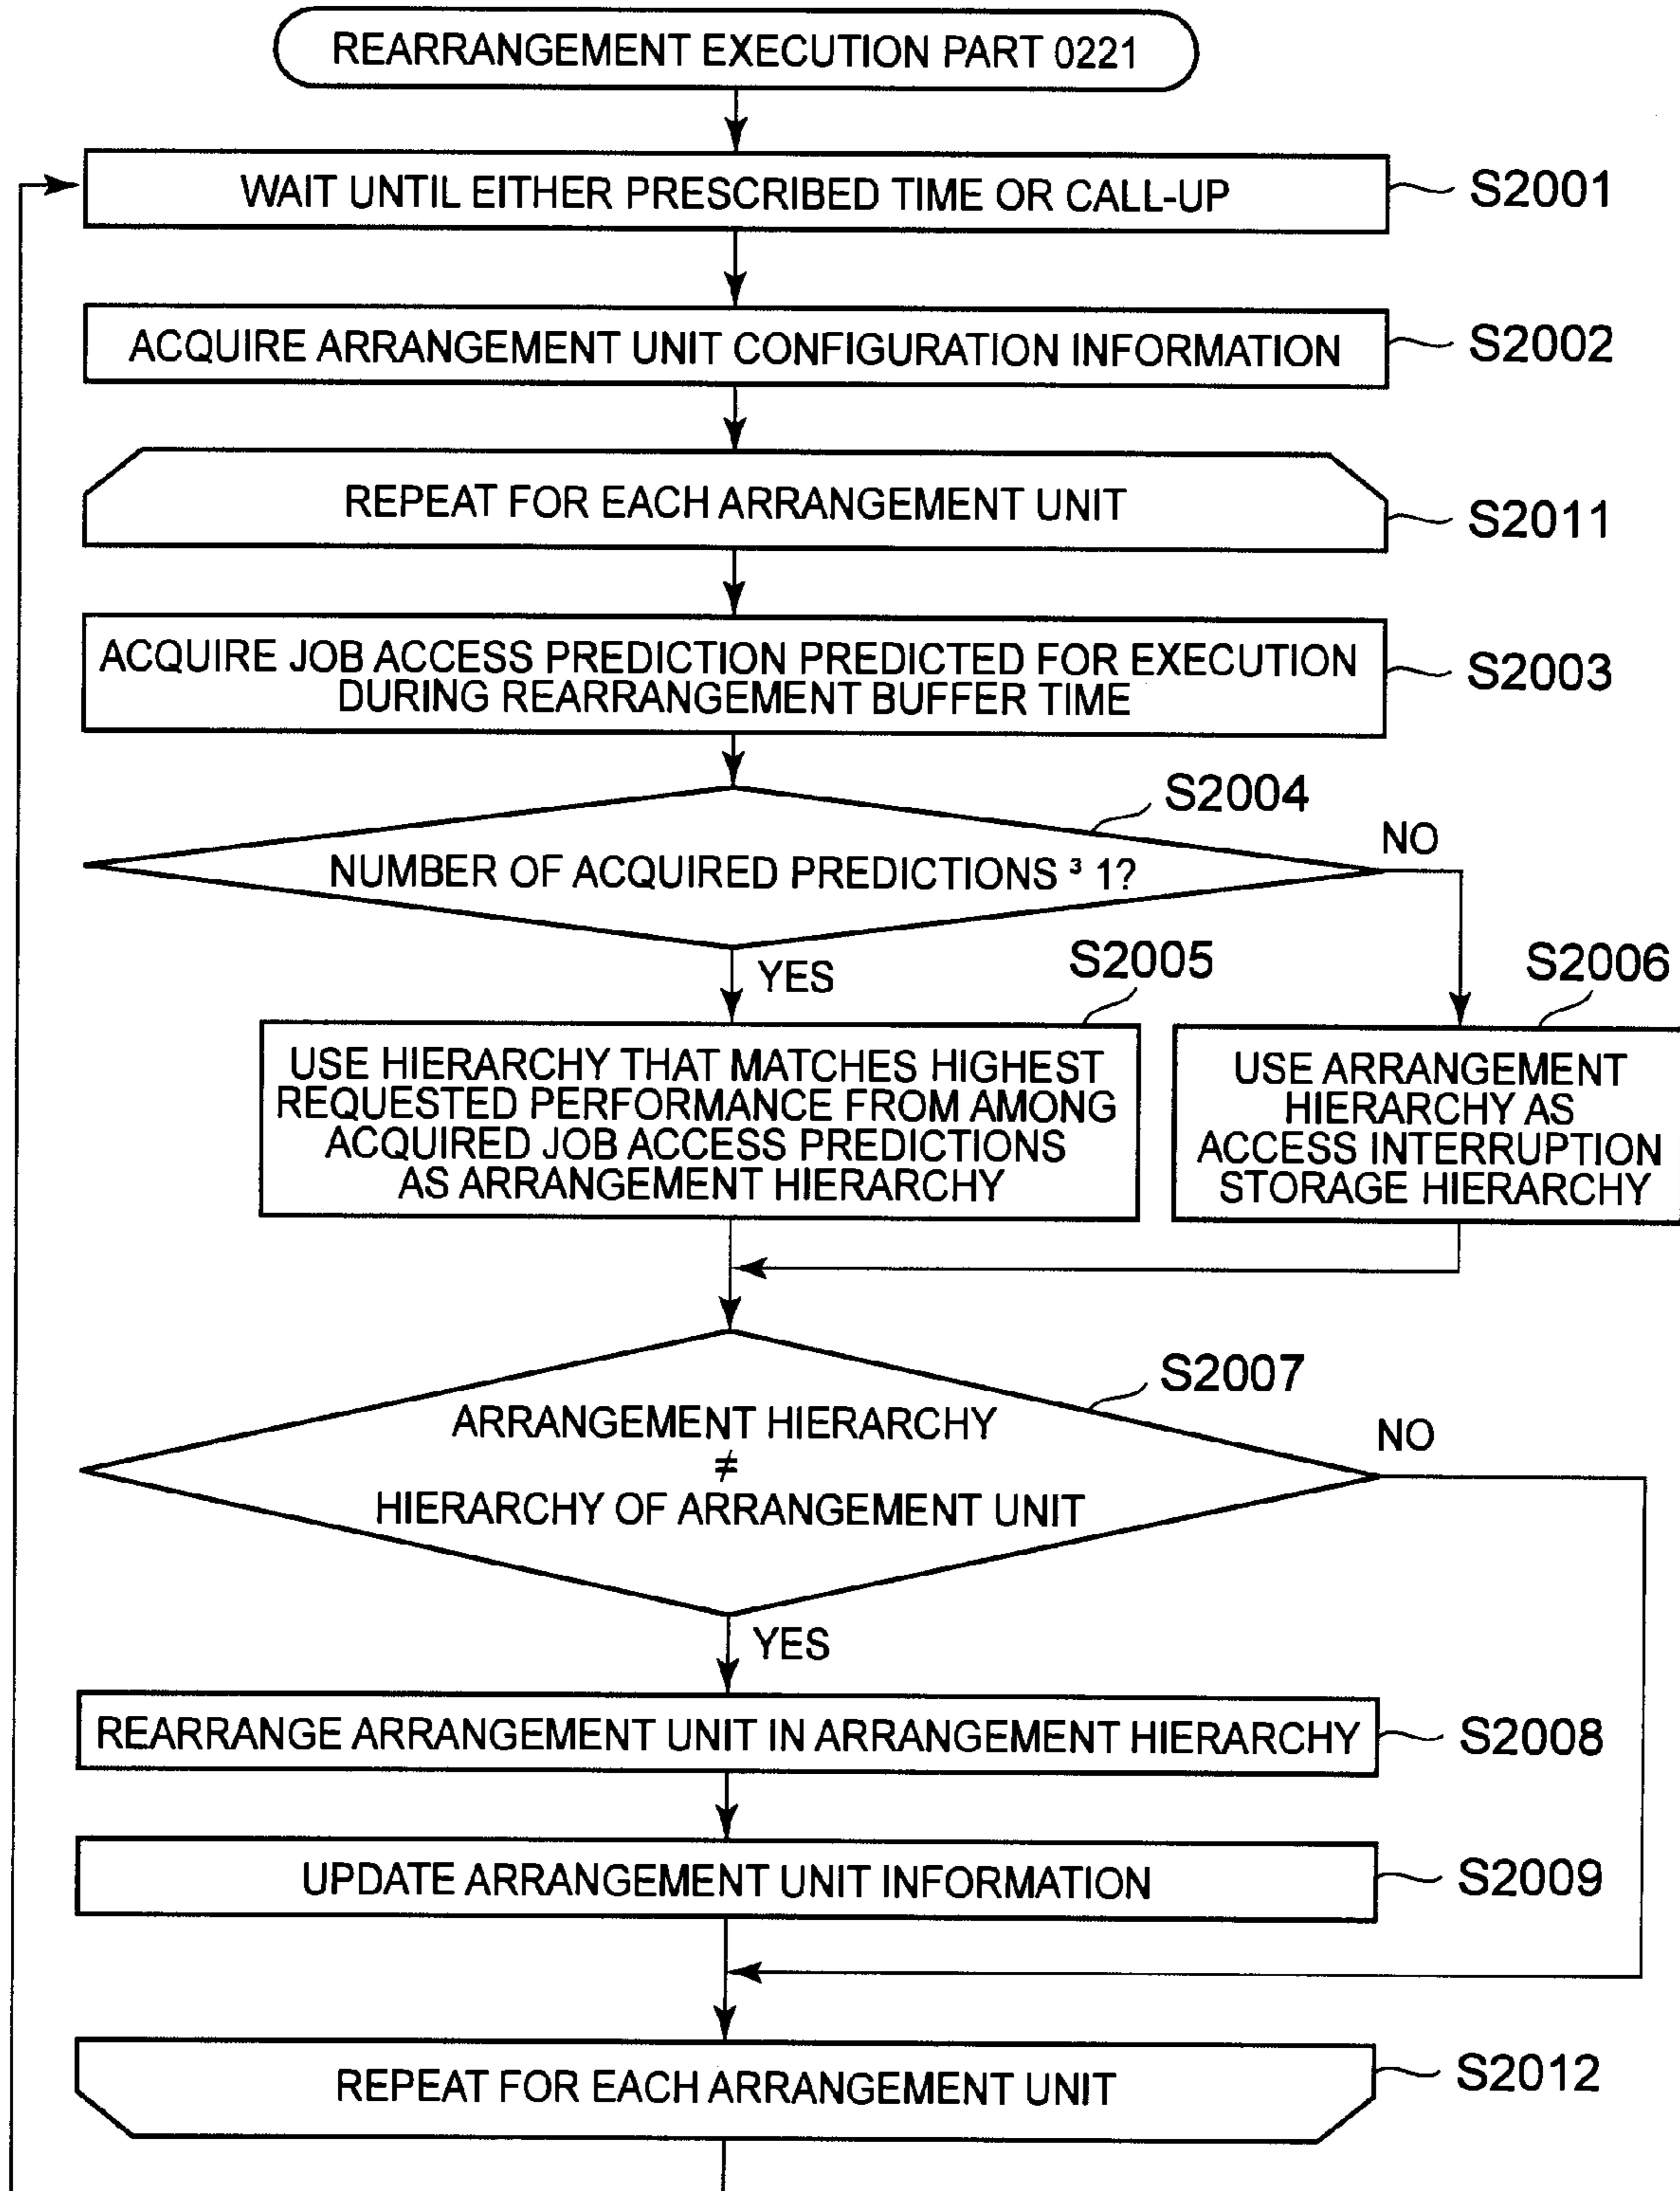 REARRANGEMENT EXECUTION PART 0221
WAIT UNTIL EITHER PRESCRIBED TIME OR CALL-UP
S2001
ACQUIRE ARRANGEMENT UNIT CONFIGURATION INFORMATION
S2002
REPEAT FOR EACH ARRANGEMENT UNIT
S2011
ACQUIRE JOB ACCESS PREDICTION PREDICTED FOR EXECUTION
DURING REARRANGEMENT BUFFER TIME
S2003
S2004
NO
NUMBER OF ACQUIRED PREDICTIONS ³ 1?
YES
S2005
S2006
USE HIERARCHY THAT MATCHES HIGHEST
REQUESTED PERFORMANCE FROM AMONG
ACQUIRED JOB ACCESS PREDICTIONS
AS ARRANGEMENT HIERARCHY
USE ARRANGEMENT
HIERARCHY AS
ACCESS INTERRUPTION
STORAGE HIERARCHY
S2007
NO
ARRANGEMENT HIERARCHY
≠
HIERARCHY OF ARRANGEMENT UNIT
YES
REARRANGE ARRANGEMENT UNIT IN ARRANGEMENT HIERARCHY
S2008
UPDATE ARRANGEMENT UNIT INFORMATION
S2009
REPEAT FOR EACH ARRANGEMENT UNIT
S2012